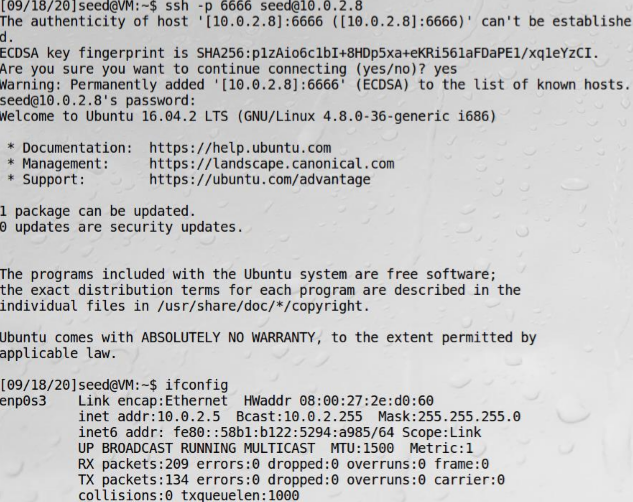 [09/18/20]seed@VM:~$ ssh -p 6666 seed@10.0.2.8
The authenticity of host '[10.0.2.8]:6666 ([10.0.2.8]:6666)' can't be establishe
d.
ECDSA key fingerprint is SHA256:p1zAio6c1bI+8HDp5xa+eKRi561aFDaPE1/xq1eYzCI.
Are you sure you want to continue connecting (yes/no)? yes
Warning: Permanently added '[10.0.2.8]:6666' (ECDSA) to the list of known hosts.
seed@10.0.2.8's password:
Welcome to Ubuntu 16.04.2 LTS (GNU/Linux 4.8.0-36-generic i686)
* Documentation:  https://help.ubuntu.com
* Management:     https://landscape.canonical.com
* Support:        https://ubuntu.com/advantage
1 package can be updated.
0 updates are security updates.
The programs included with the Ubuntu system are free software;
the exact distribution terms for each program are described in the
individual files in /usr/share/doc/*/copyright.
Ubuntu comes with ABSOLUTELY NO WARRANTY, to the extent permitted by
applicable law.
[09/18/20]seed@VM:~$ ifconfig
enp0s3    Link encap:Ethernet  HWaddr 08:00:27:2e:d0:60
inet addr:10.0.2.5  Bcast:10.0.2.255  Mask:255.255.255.0
inet6 addr: fe80::58b1:b122:5294:a985/64 Scope:Link
UP BROADCAST RUNNING MULTICAST  MTU:1500  Metric:1
RX packets:209 errors:0 dropped:0 overruns:0 frame:0
TX packets:134 errors:0 dropped:0 overruns:0 carrier:0
collisions:0 txqueuelen:1000